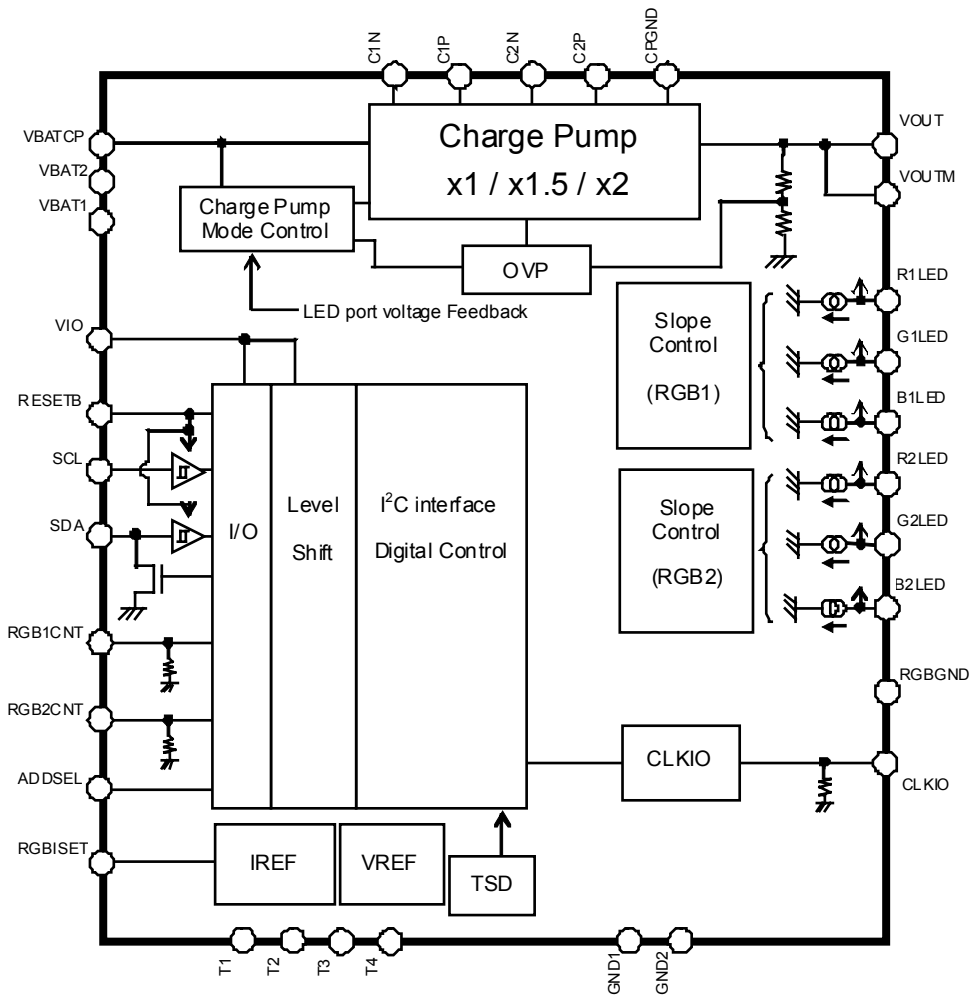 C1N
C1P
C2N
C2P
CPGND
VBATCP
VBAT2
VBAT1
Charge Pump
x1 / x1.5 / x2
VOUT
VOUTM
Charge Pump
Mode Control
OVP
LED port voltage Feedback
VIO
RESETB
SCL
SDA
RGB1CNT
RGB2CNT
ADDSEL
RGBISET
I/O
Level
Shift
I²C interface
Digital Control
Slope
Control
(RGB1)
Slope
Control
(RGB2)
R1LED
G1LED
B1LED
R2LED
G2LED
B2LED
RGBGND
CLKIO
CLKIO
IREF
VREF
TSD
T1
T2
T3
T4
GND1
GND2